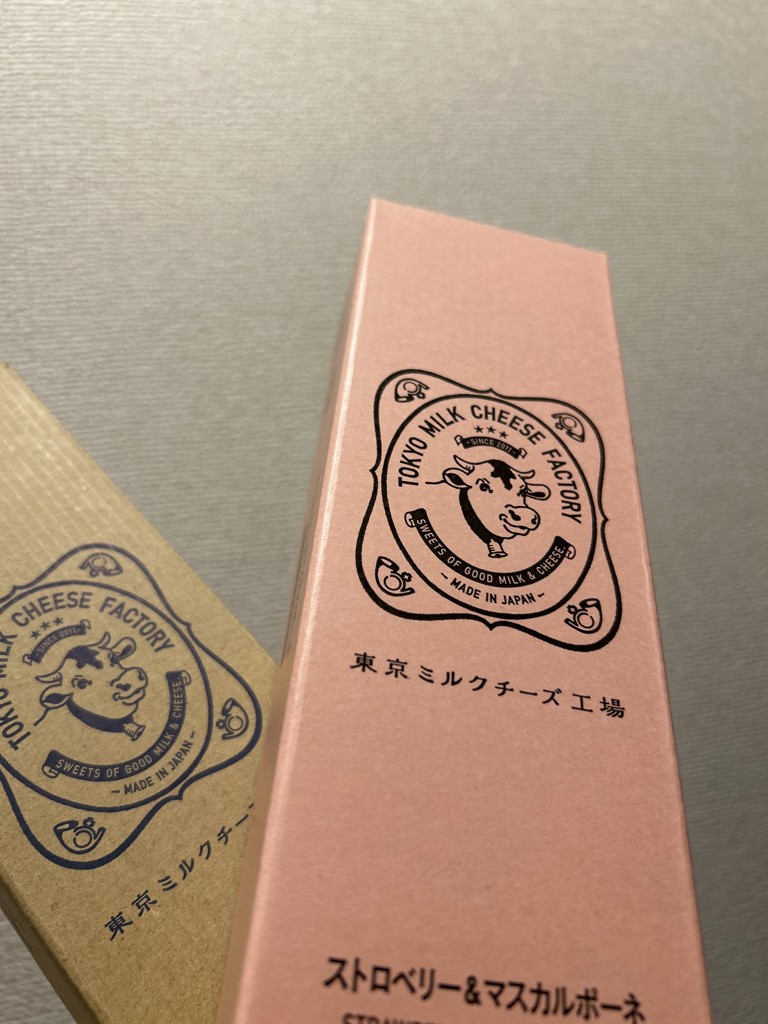 TOKYO MILK CHEESE FACTORY
SINCE 2011
SWEETS OF GOOD MILK & CHEESE.
~ MADE IN JAPAN ~
東京ミルクチーズ工場
ストロベリー&マスカルポーネ
TOKYO MILK CHEESE FACTORY
SINCE 2011
SWEETS OF GOOD MILK & CHEESE.
~ MADE IN JAPAN ~
東京ミルクチー